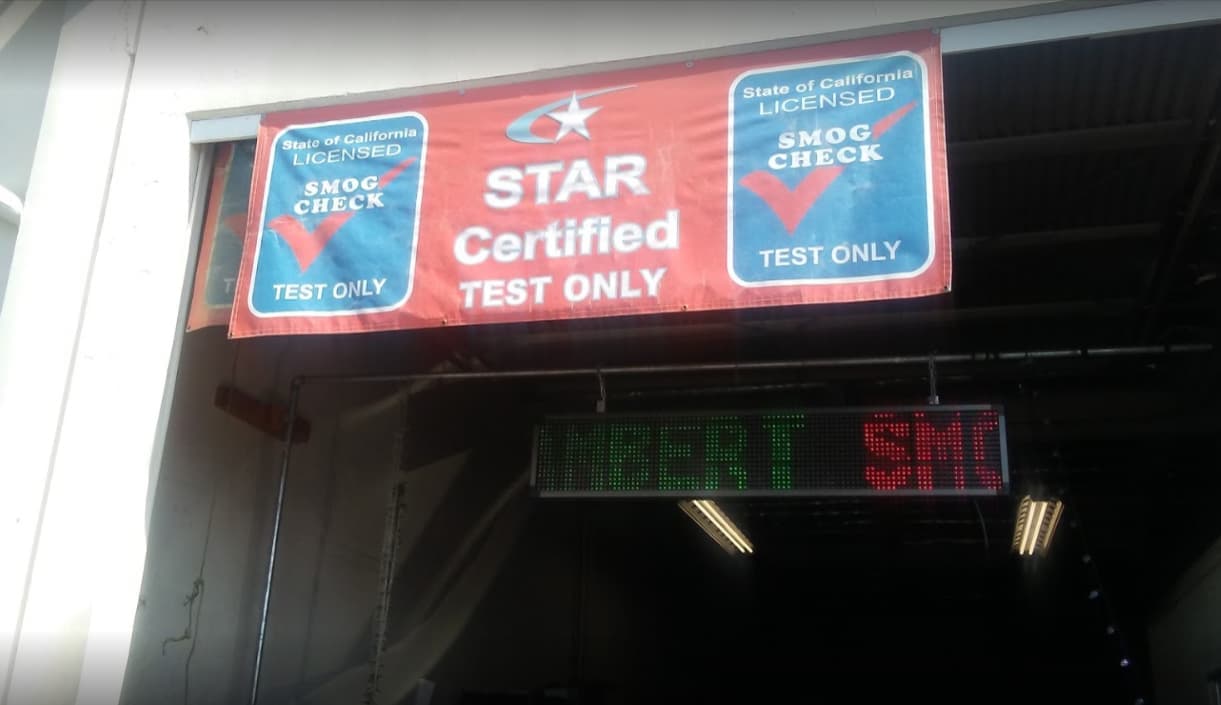 State of California
LICENSED
SMOG
CHECK
TEST ONLY
STAR
Certified
TEST ONLY
State of California
LICENSED
SMOG
CHECK
TEST ONLY
MBERT SM